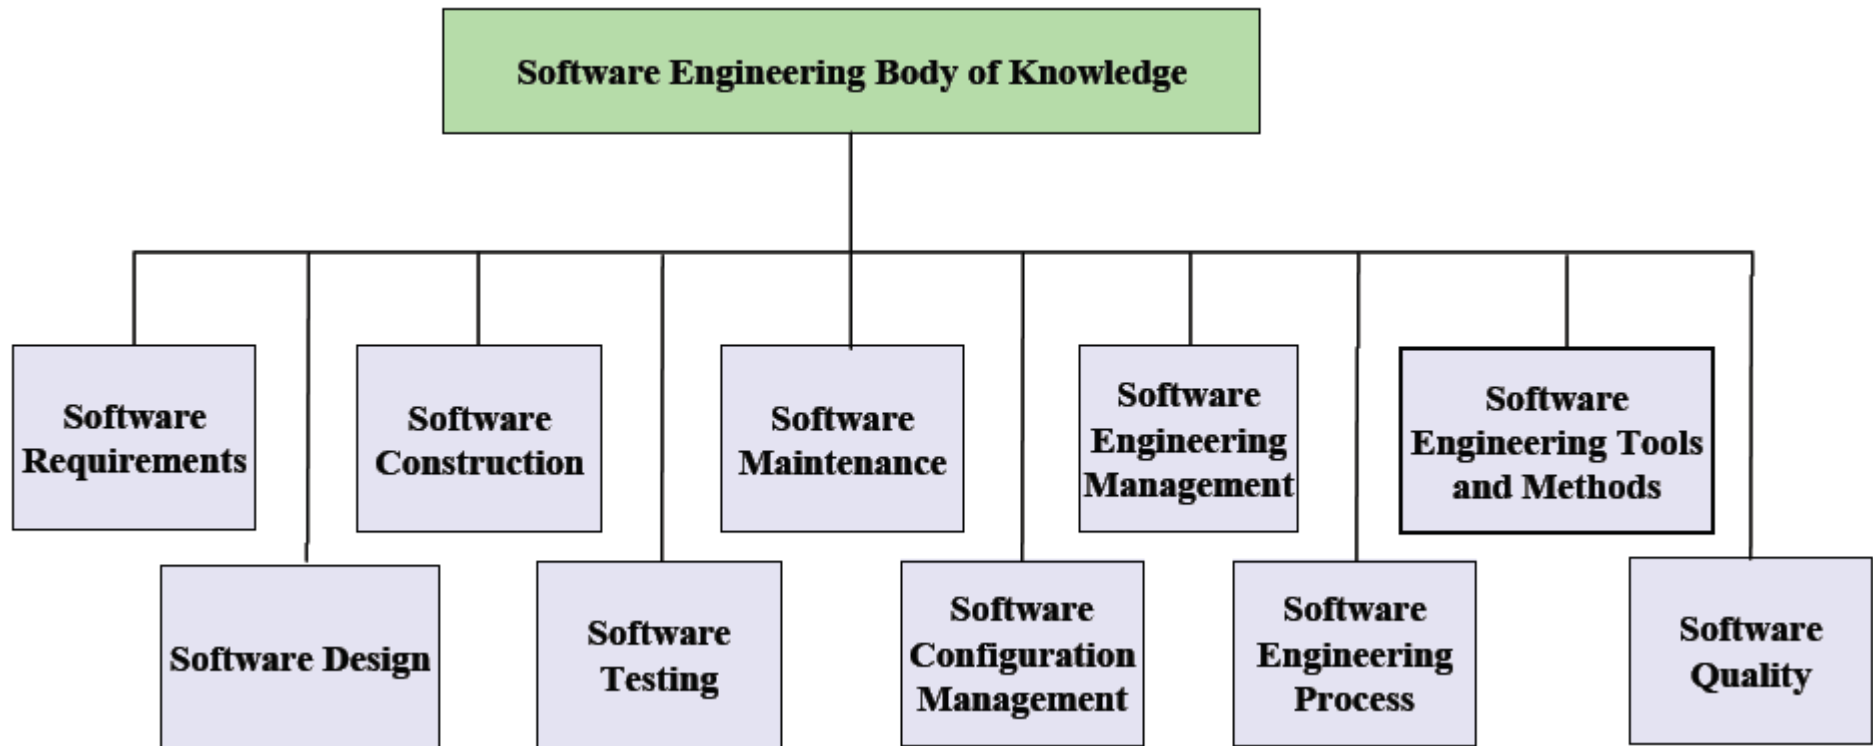 Software Engineering Body of Knowledge
Software
Requirements
Software
Construction
Software
Maintenance
Software
Engineering
Management
Software
Engineering Tools
and Methods
Software Design
Software
Testing
Software
Configuration
Management
Software
Engineering
Process
Software
Quality